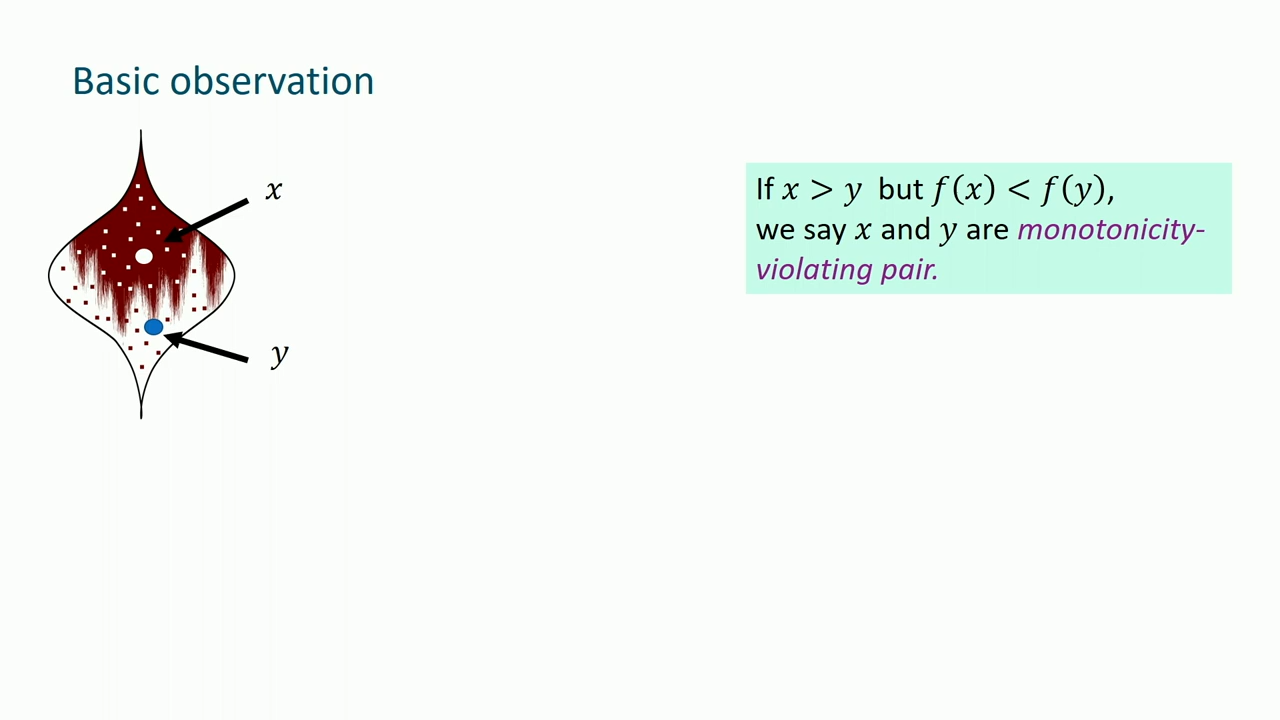 Basic observation
x
y
If x > y but f(x) < f(y),
we say x and y are monotonicity-
violating pair.